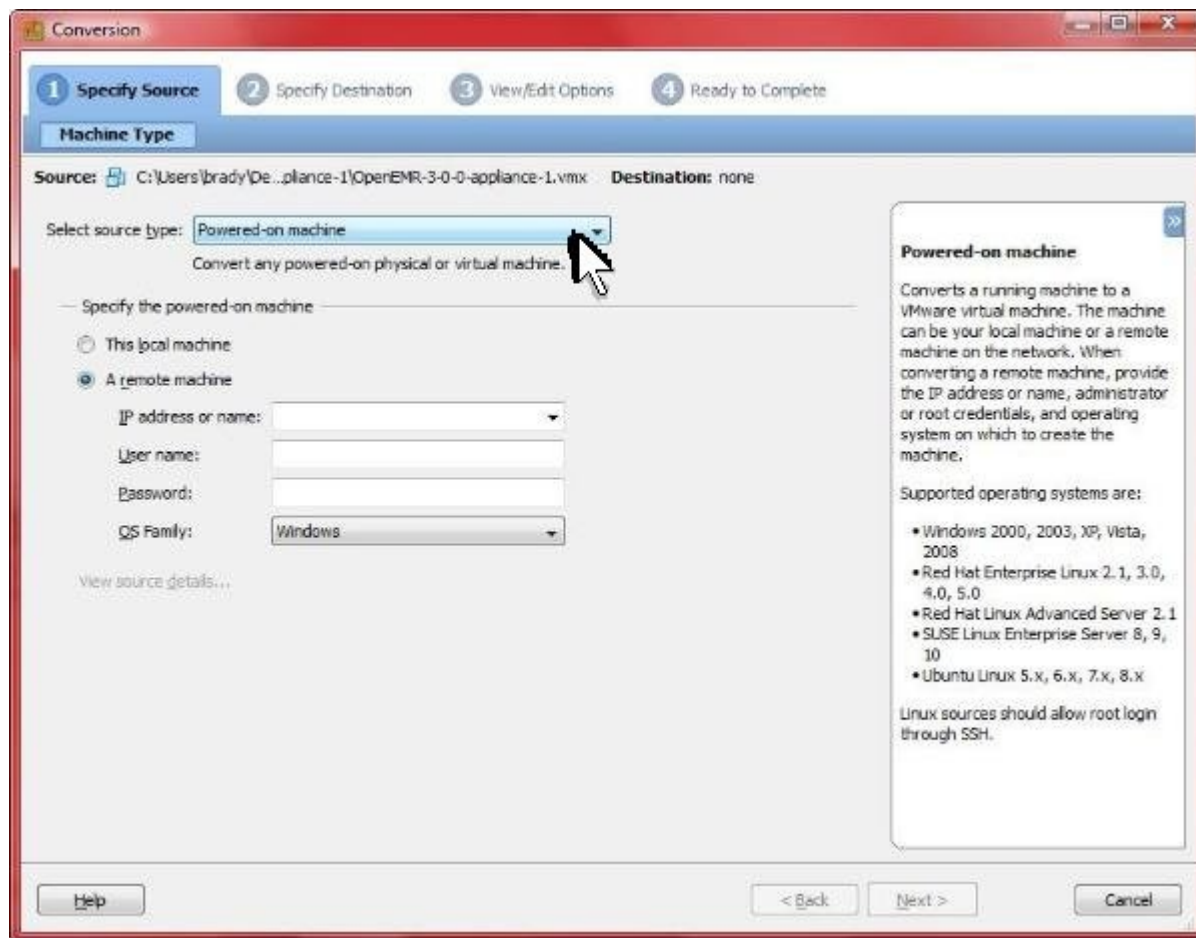 Conversion
1 Specify Source 2 Specify Destination 3 View/Edit Options 4 Ready to Complete
Machine Type
Source: C:\Users\brady\De...pliance-1\OpenEMR-3-0-0-appliance-1.vmx Destination: none
Select source type: Powered-on machine
Convert any powered-on physical or virtual machine.
Specify the powered-on machine
This local machine
A remote machine
IP address or name:
User name:
Password:
OS Family: Windows
View source details...
Powered-on machine
Converts a running machine to a
VMware virtual machine. The machine
can be your local machine or a remote
machine on the network. When
converting a remote machine, provide
the IP address or name, administrator
or root credentials, and operating
system on which to create the
machine.
Supported operating systems are:
• Windows 2000, 2003, XP, Vista,
2008
• Red Hat Enterprise Linux 2.1, 3.0,
4.0, 5.0
• Red Hat Linux Advanced Server 2.1
• SUSE Linux Enterprise Server 8, 9,
10
• Ubuntu Linux 5.x, 6.x, 7.x, 8.x
Linux sources should allow root login
through SSH.
Help < Back Next > Cancel